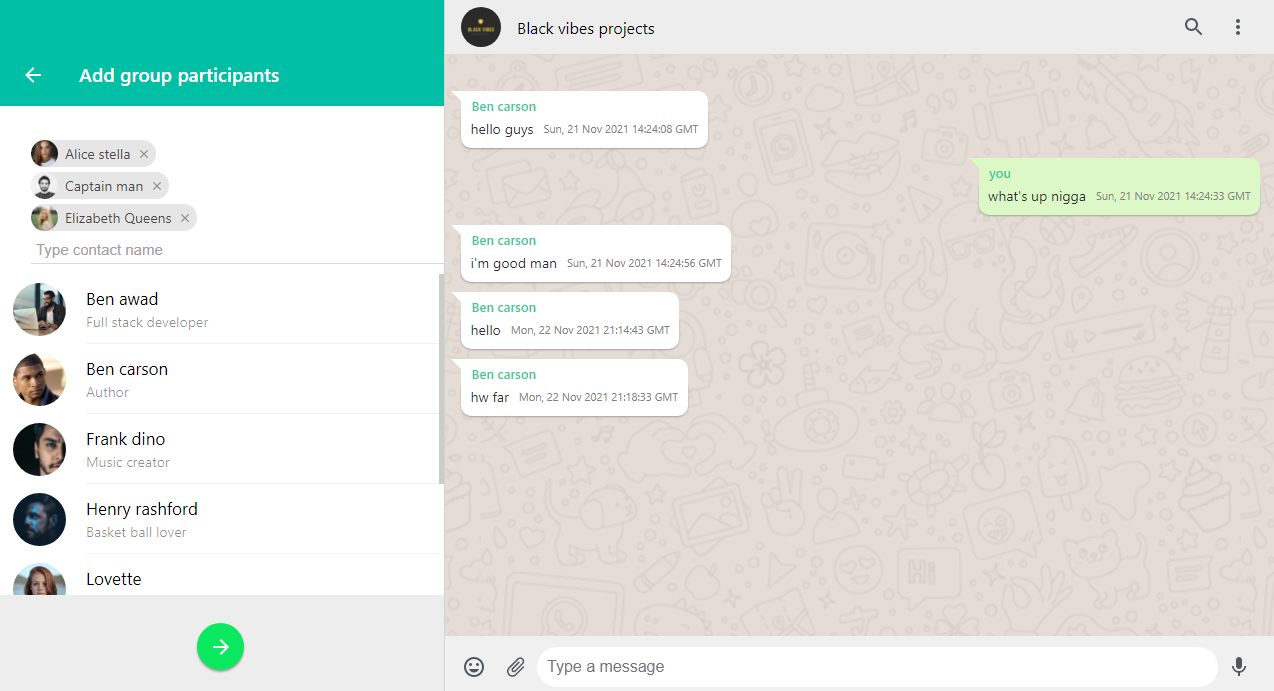 Add group participants
Alice stella
Captain man
Elizabeth Queens
Type contact name
Ben awad
Full stack developer
Ben carson
Author
Frank dino
Music creator
Henry rashford
Basket ball lover
Lovette
BLACK VIBES
Black vibes projects
Ben carson
hello guys Sun, 21 Nov 2021 14:24:08 GMT
you
what's up nigga Sun, 21 Nov 2021 14:24:33 GMT
Ben carson
i'm good man Sun, 21 Nov 2021 14:24:56 GMT
Ben carson
hello Mon, 22 Nov 2021 21:14:43 GMT
Ben carson
hw far Mon, 22 Nov 2021 21:18:33 GMT
Hi
Type a message